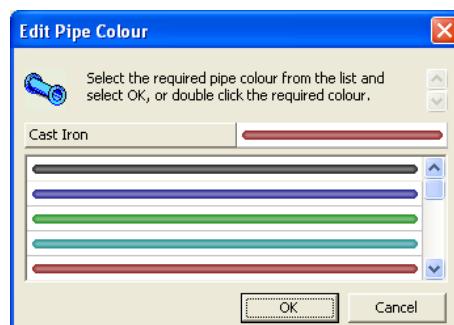 Edit Pipe Colour
Select the required pipe colour from the list and
select OK, or double click the required colour.
Cast Iron
OK
Cancel